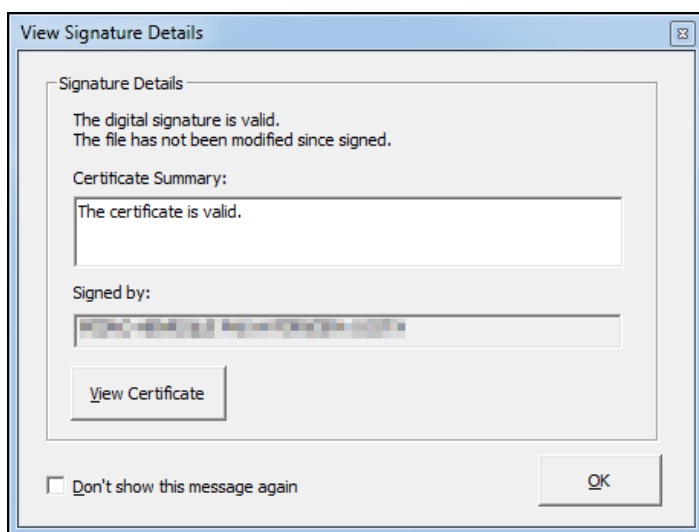 View Signature Details
Signature Details
The digital signature is valid.
The file has not been modified since signed.
Certificate Summary:
The certificate is valid.
Signed by:
View Certificate
Don't show this message again
OK